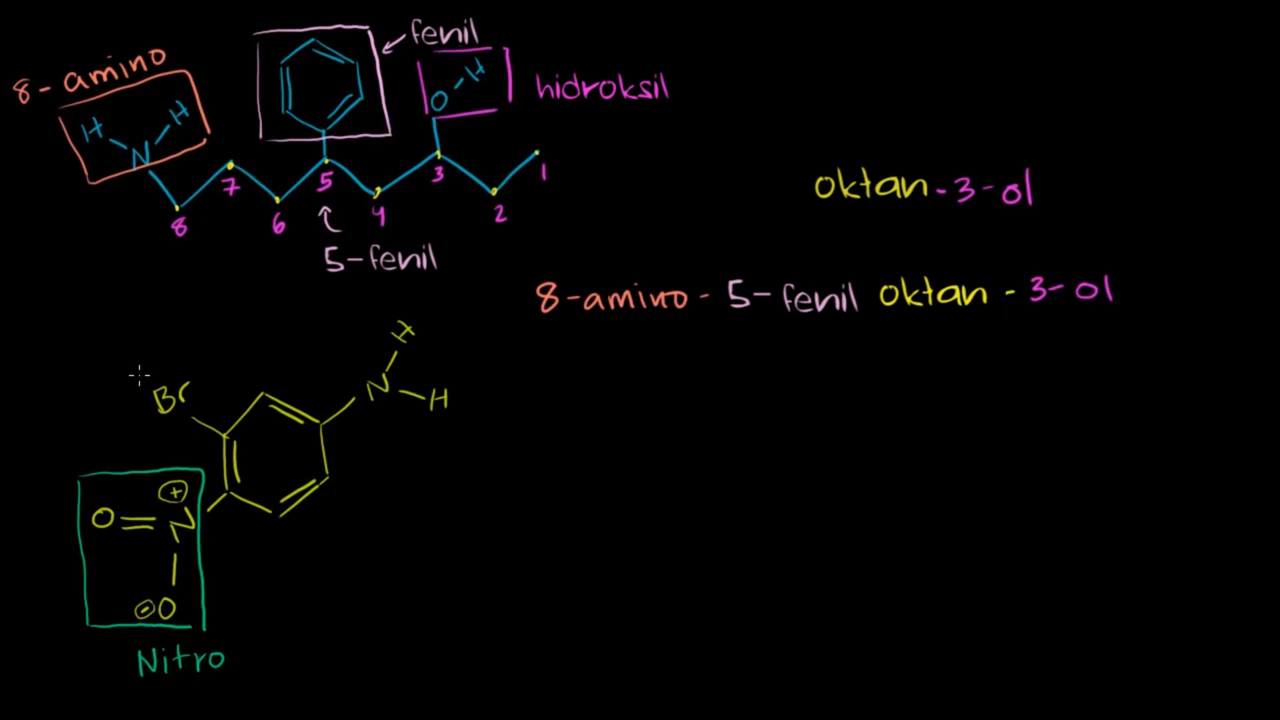 8-amino
fenil
hidroksil
H H N
O H
8 7 6 5 4 3 2 1
5-fenil
oktan-3-ol
8-amino-5-fenil oktan-3-ol
Br
N H H
O N +
- O
Nitro